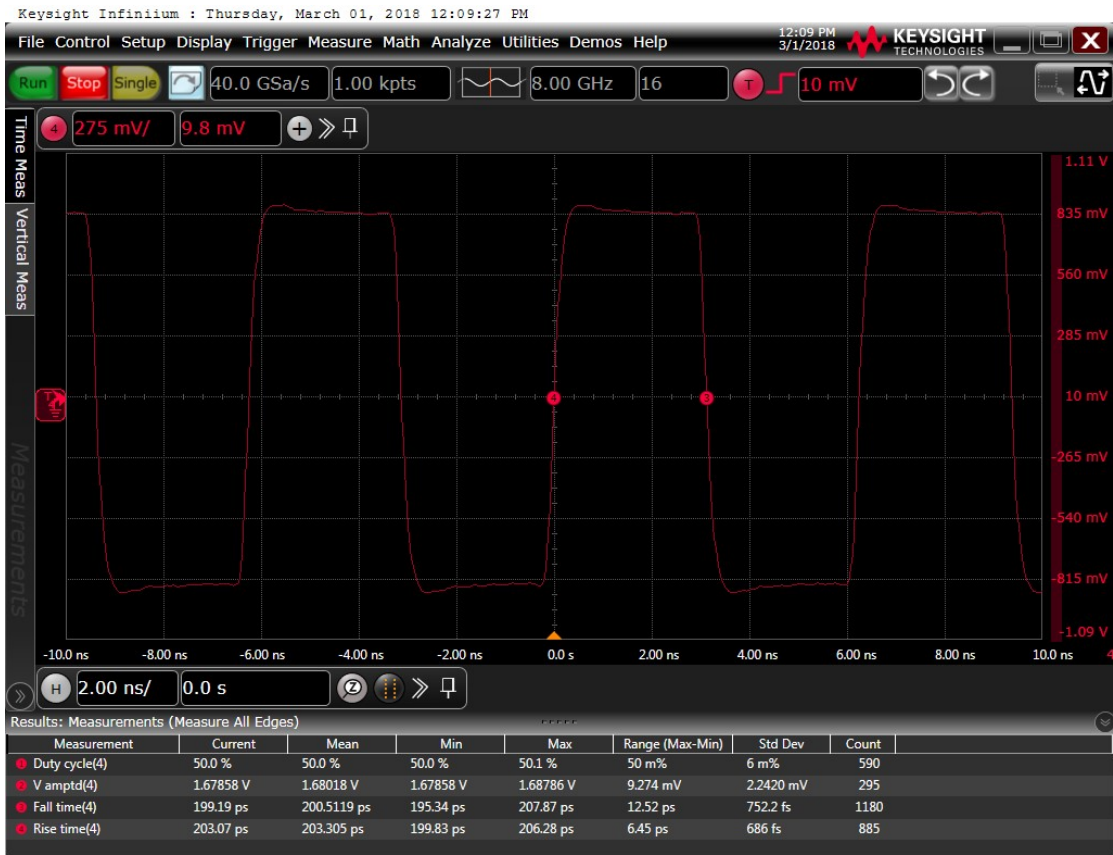 Keysight Infiniium : Thursday, March 01, 2018 12:09:27 PM
File Control Setup Display Trigger Measure Math Analyze Utilities Demos Help 12:09 PM 3/1/2018 KEYSIGHT TECHNOLOGIES X
Run Stop Single 40.0 GSa/s 1.00 kpts 8.00 GHz 16 T 10 mV
Time Meas
Vertical Meas
Measurements
4 275 mV/ 9.8 mV +
1.11 V
835 mV
560 mV
285 mV
T 4 3 10 mV
-265 mV
-540 mV
-815 mV
-1.09 V
-10.0 ns -8.00 ns -6.00 ns -4.00 ns -2.00 ns 0.0 s 2.00 ns 4.00 ns 6.00 ns 8.00 ns 10.0 ns 4
H 2.00 ns/ 0.0 s Z
Results: Measurements (Measure All Edges)
Measurement Current Mean Min Max Range (Max-Min) Std Dev Count
1 Duty cycle(4) 50.0 % 50.0 % 50.0 % 50.1 % 50 m% 6 m% 590
2 V amptd(4) 1.67858 V 1.68018 V 1.67858 V 1.68786 V 9.274 mV 2.2420 mV 295
3 Fall time(4) 199.19 ps 200.5119 ps 195.34 ps 207.87 ps 12.52 ps 752.2 fs 1180
4 Rise time(4) 203.07 ps 203.305 ps 199.83 ps 206.28 ps 6.45 ps 686 fs 885